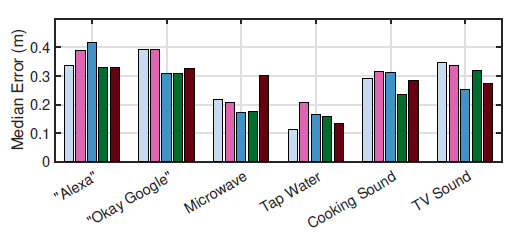 Median Error (m)
0.4
0.3
0.2
0.1
0
"Alexa"
"Okay Google"
Microwave
Tap Water
Cooking Sound
TV Sound